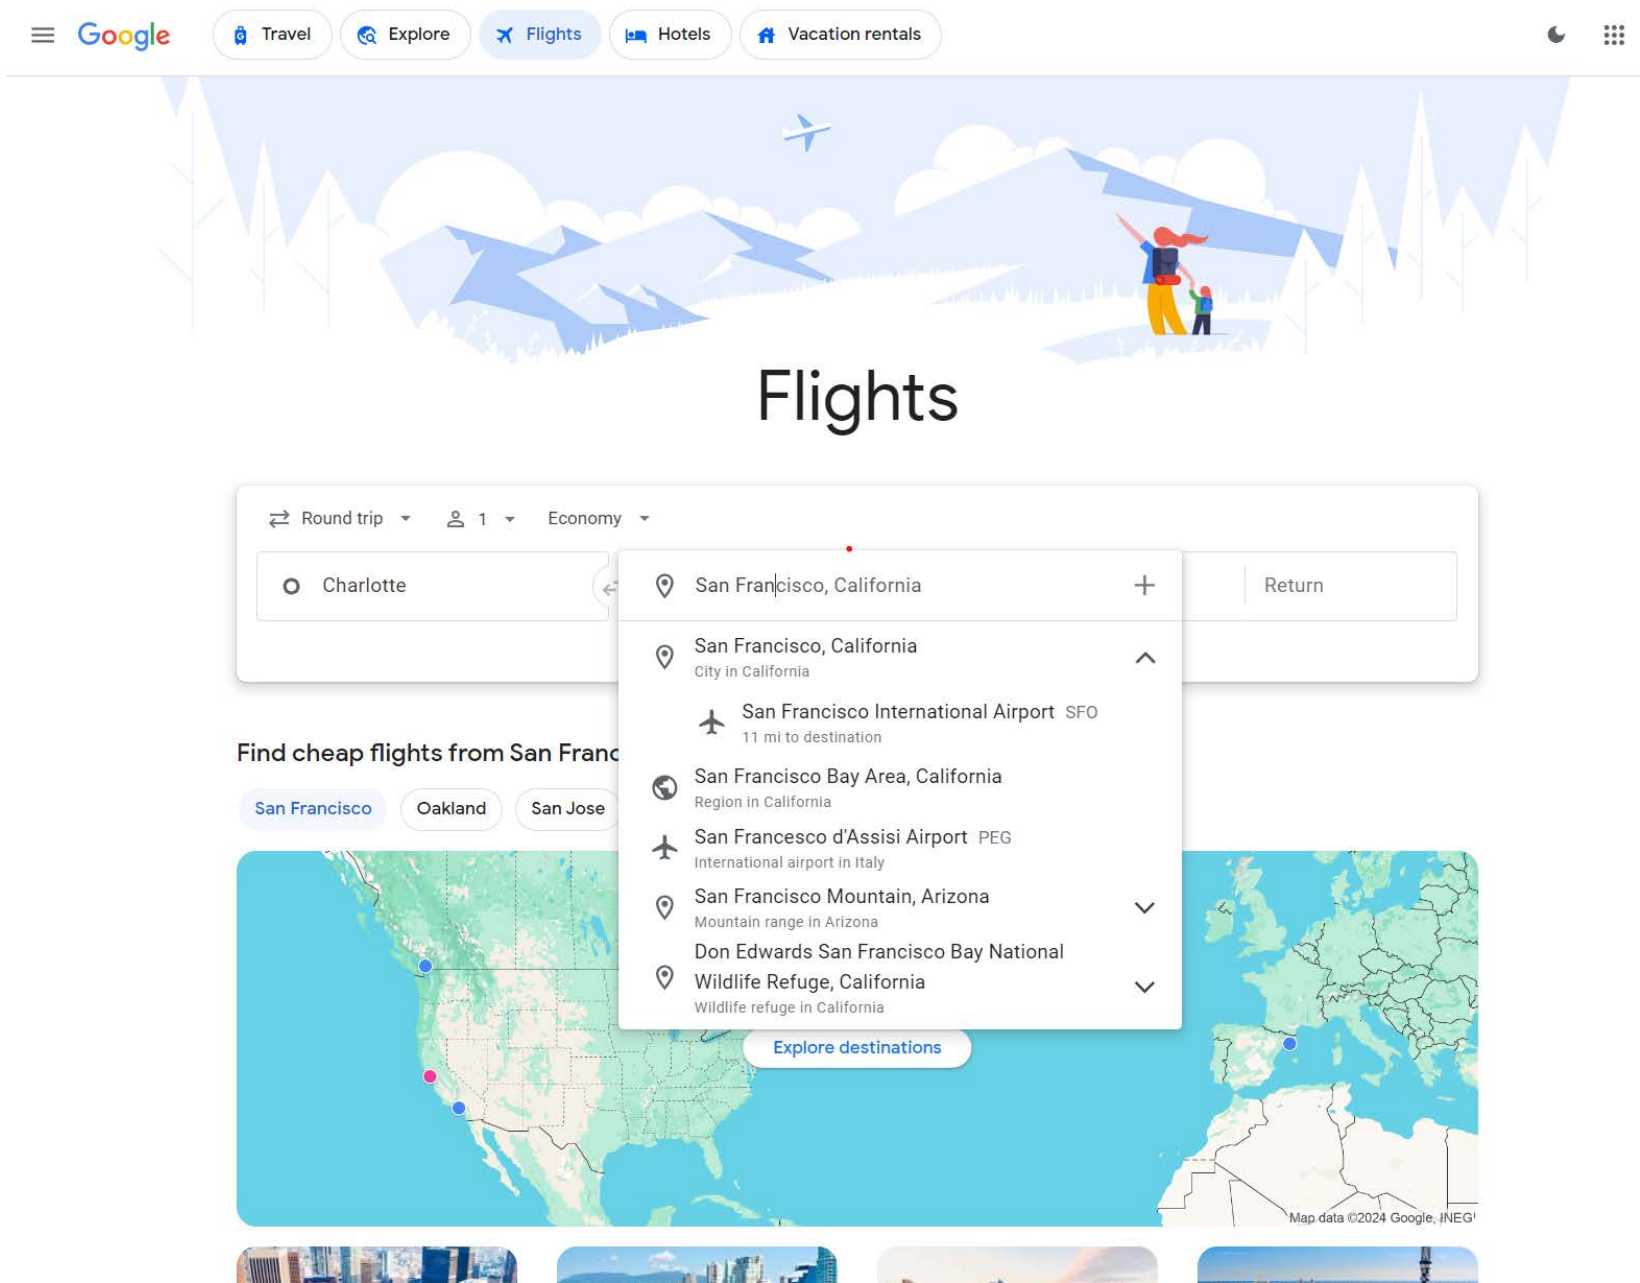 Google
Travel
Explore
Flights
Hotels
Vacation rentals
Flights
Round trip
1
Economy
Charlotte
San Francisco, California
Return
San Francisco, California
City in California
San Francisco International Airport SFO
11 mi to destination
San Francisco Bay Area, California
Region in California
San Francesco d'Assisi Airport PEG
International airport in Italy
San Francisco Mountain, Arizona
Mountain range in Arizona
Don Edwards San Francisco Bay National
Wildlife Refuge, California
Wildlife refuge in California
Find cheap flights from San Franc
San Francisco
Oakland
San Jose
Explore destinations
Map data ©2024 Google, INEGI